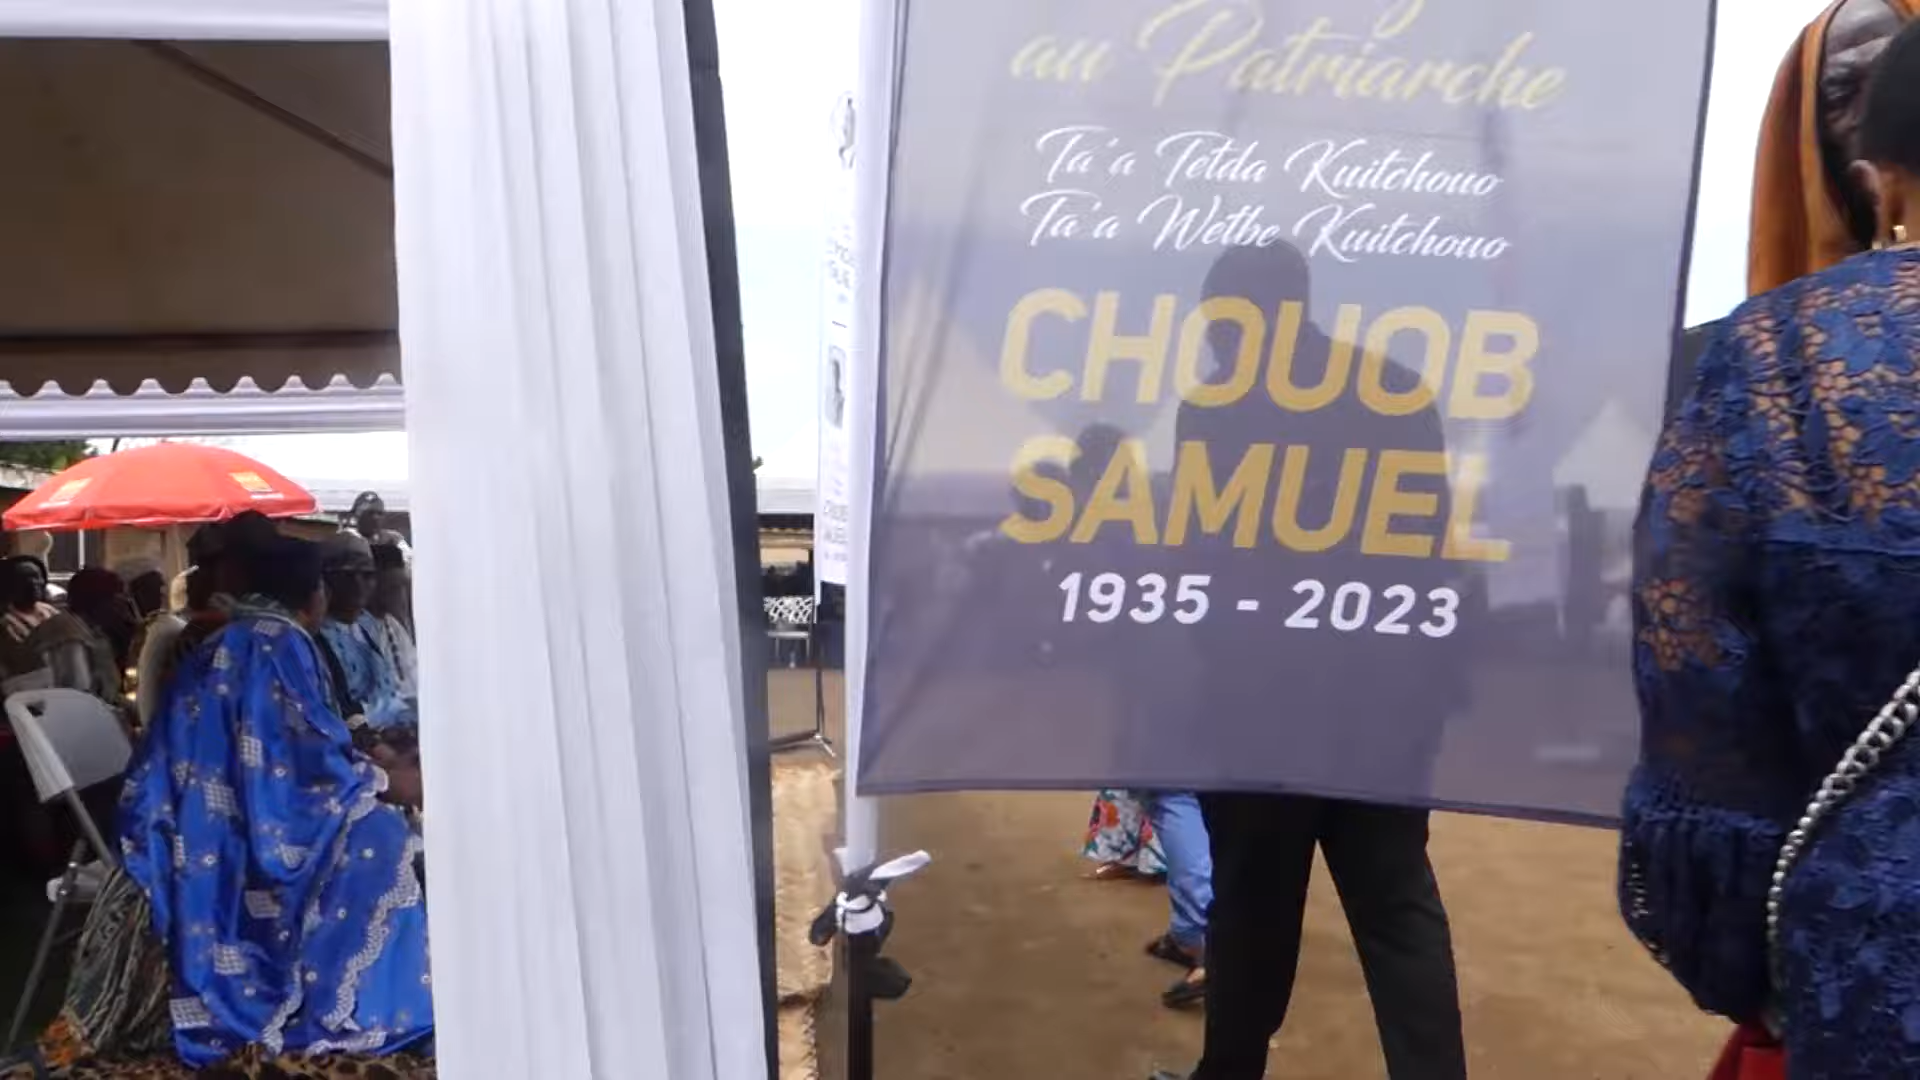 au Patriarche
Ta'a Tetda Kuitchouo
Ta'a Wetbe Kuitchouo
CHOUOB
SAMUEL
1935 - 2023